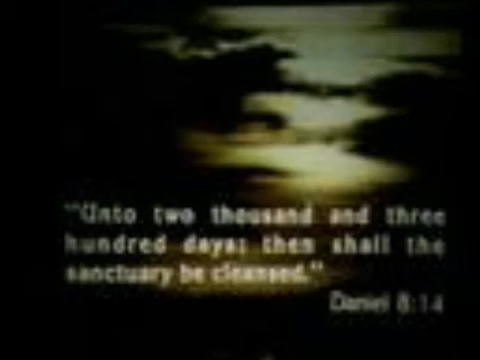 "Unto two thousand and three
hundred days; then shall the
sanctuary be cleansed."
Daniel 8:14